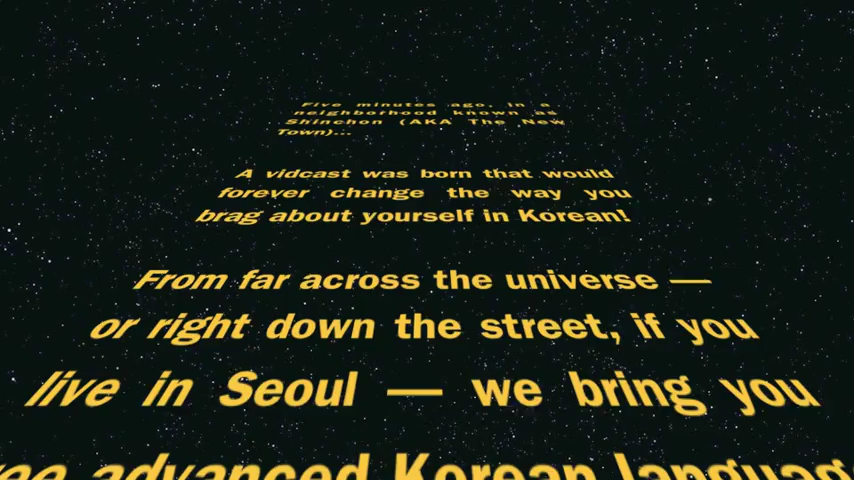 Five minutes ago, in a
neighborhood known as
Shinchon (AKA The New
Town)...
A vidcast was born that would
forever change the way you
brag about yourself in Korean!
From far across the universe —
or right down the street, if you
live in Seoul — we bring you
advanced Korean